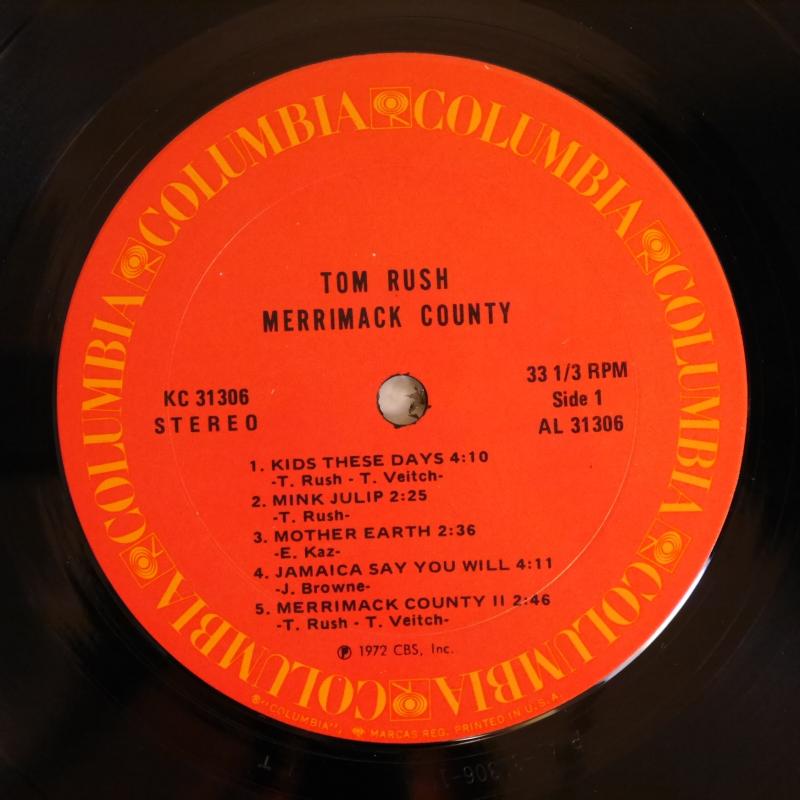 COLUMBIA COLUMBIA COLUMBIA COLUMBIA COLUMBIA COLUMBIA
TOM RUSH
MERRIMACK COUNTY
KC 31306
STEREO
33 1/3 RPM
Side 1
AL 31306
1. KIDS THESE DAYS 4:10
-T. Rush - T. Veitch-
2. MINK JULIP 2:25
-T. Rush-
3. MOTHER EARTH 2:36
-E. Kaz-
4. JAMAICA SAY YOU WILL 4:11
-J. Browne-
5. MERRIMACK COUNTY II 2:46
-T. Rush - T. Veitch-
℗ 1972 CBS, Inc.
®"COLUMBIA", MARCAS REG. PRINTED IN U.S.A.